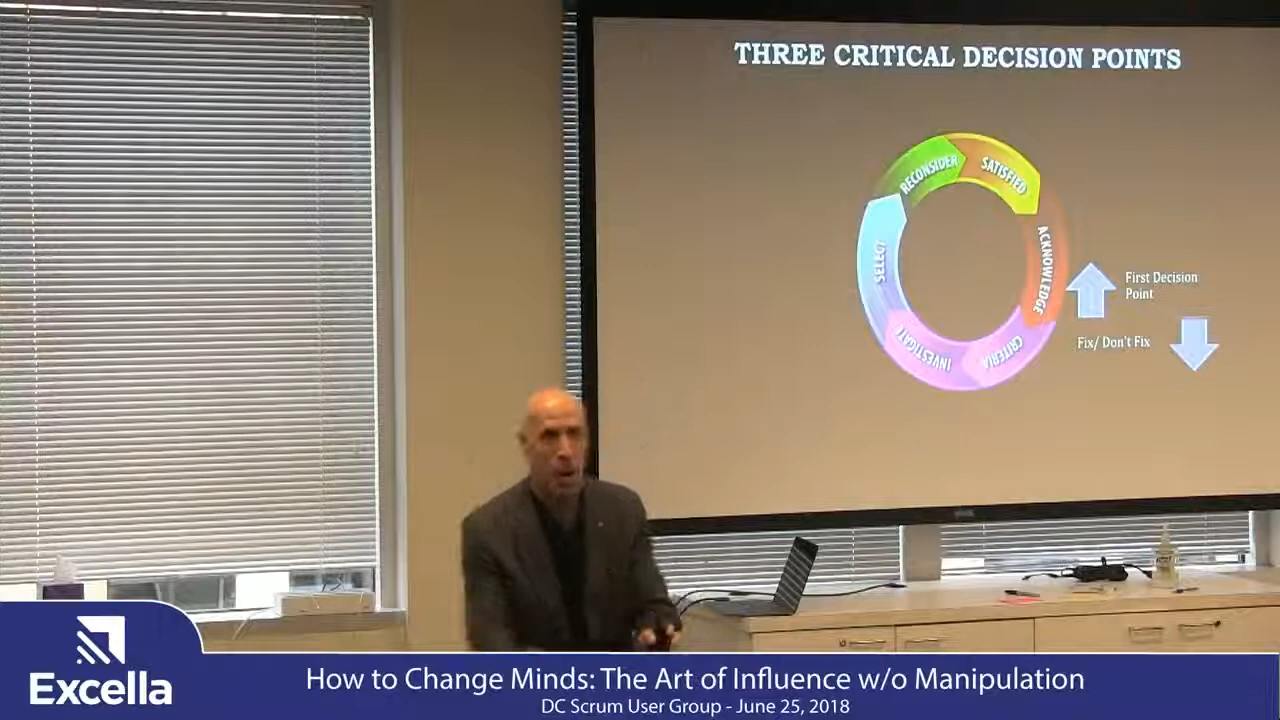 THREE CRITICAL DECISION POINTS
RECONSIDER
SATISFIED
ACKNOWLEDGE
SELECT
INVESTIGATE
CRITERIA
First Decision
Point
Fix/ Don't Fix
Excella
How to Change Minds: The Art of Influence w/o Manipulation
DC Scrum User Group - June 25, 2018